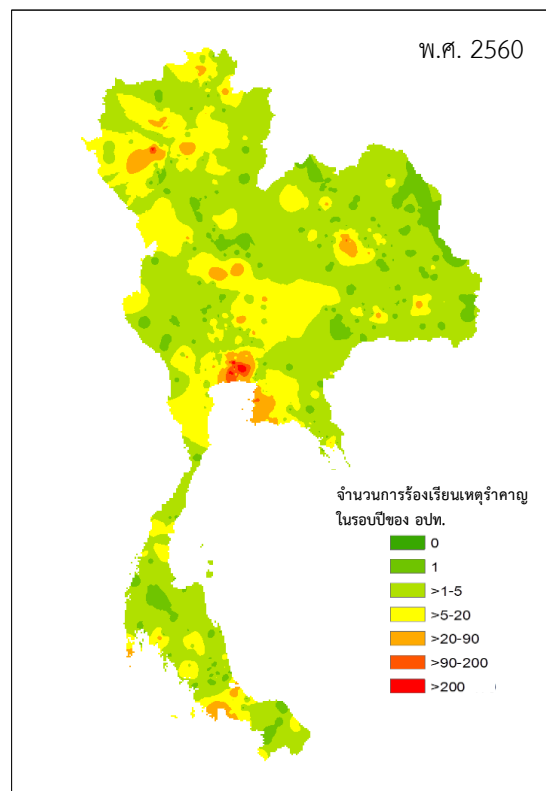 พ.ศ. 2560
จำนวนการร้องเรียนเหตุรำคาญ
ในรอบปีของ อปท.
0
1
>1-5
>5-20
>20-90
>90-200
>200